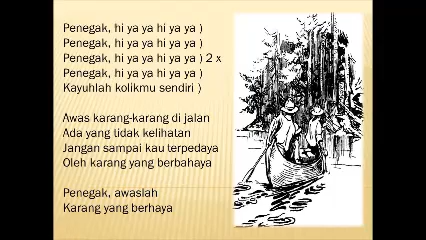 Penegak, hi ya ya hi ya ya )
Penegak, hi ya ya hi ya ya )
Penegak, hi ya ya hi ya ya ) 2 x
Penegak, hi ya ya hi ya ya )
Kayuhlah kolikmu sendiri )
Awas karang-karang di jalan
Ada yang tidak kelihatan
Jangan sampai kau terpedaya
Oleh karang yang berbahaya
Penegak, awaslah
Karang yang berhaya